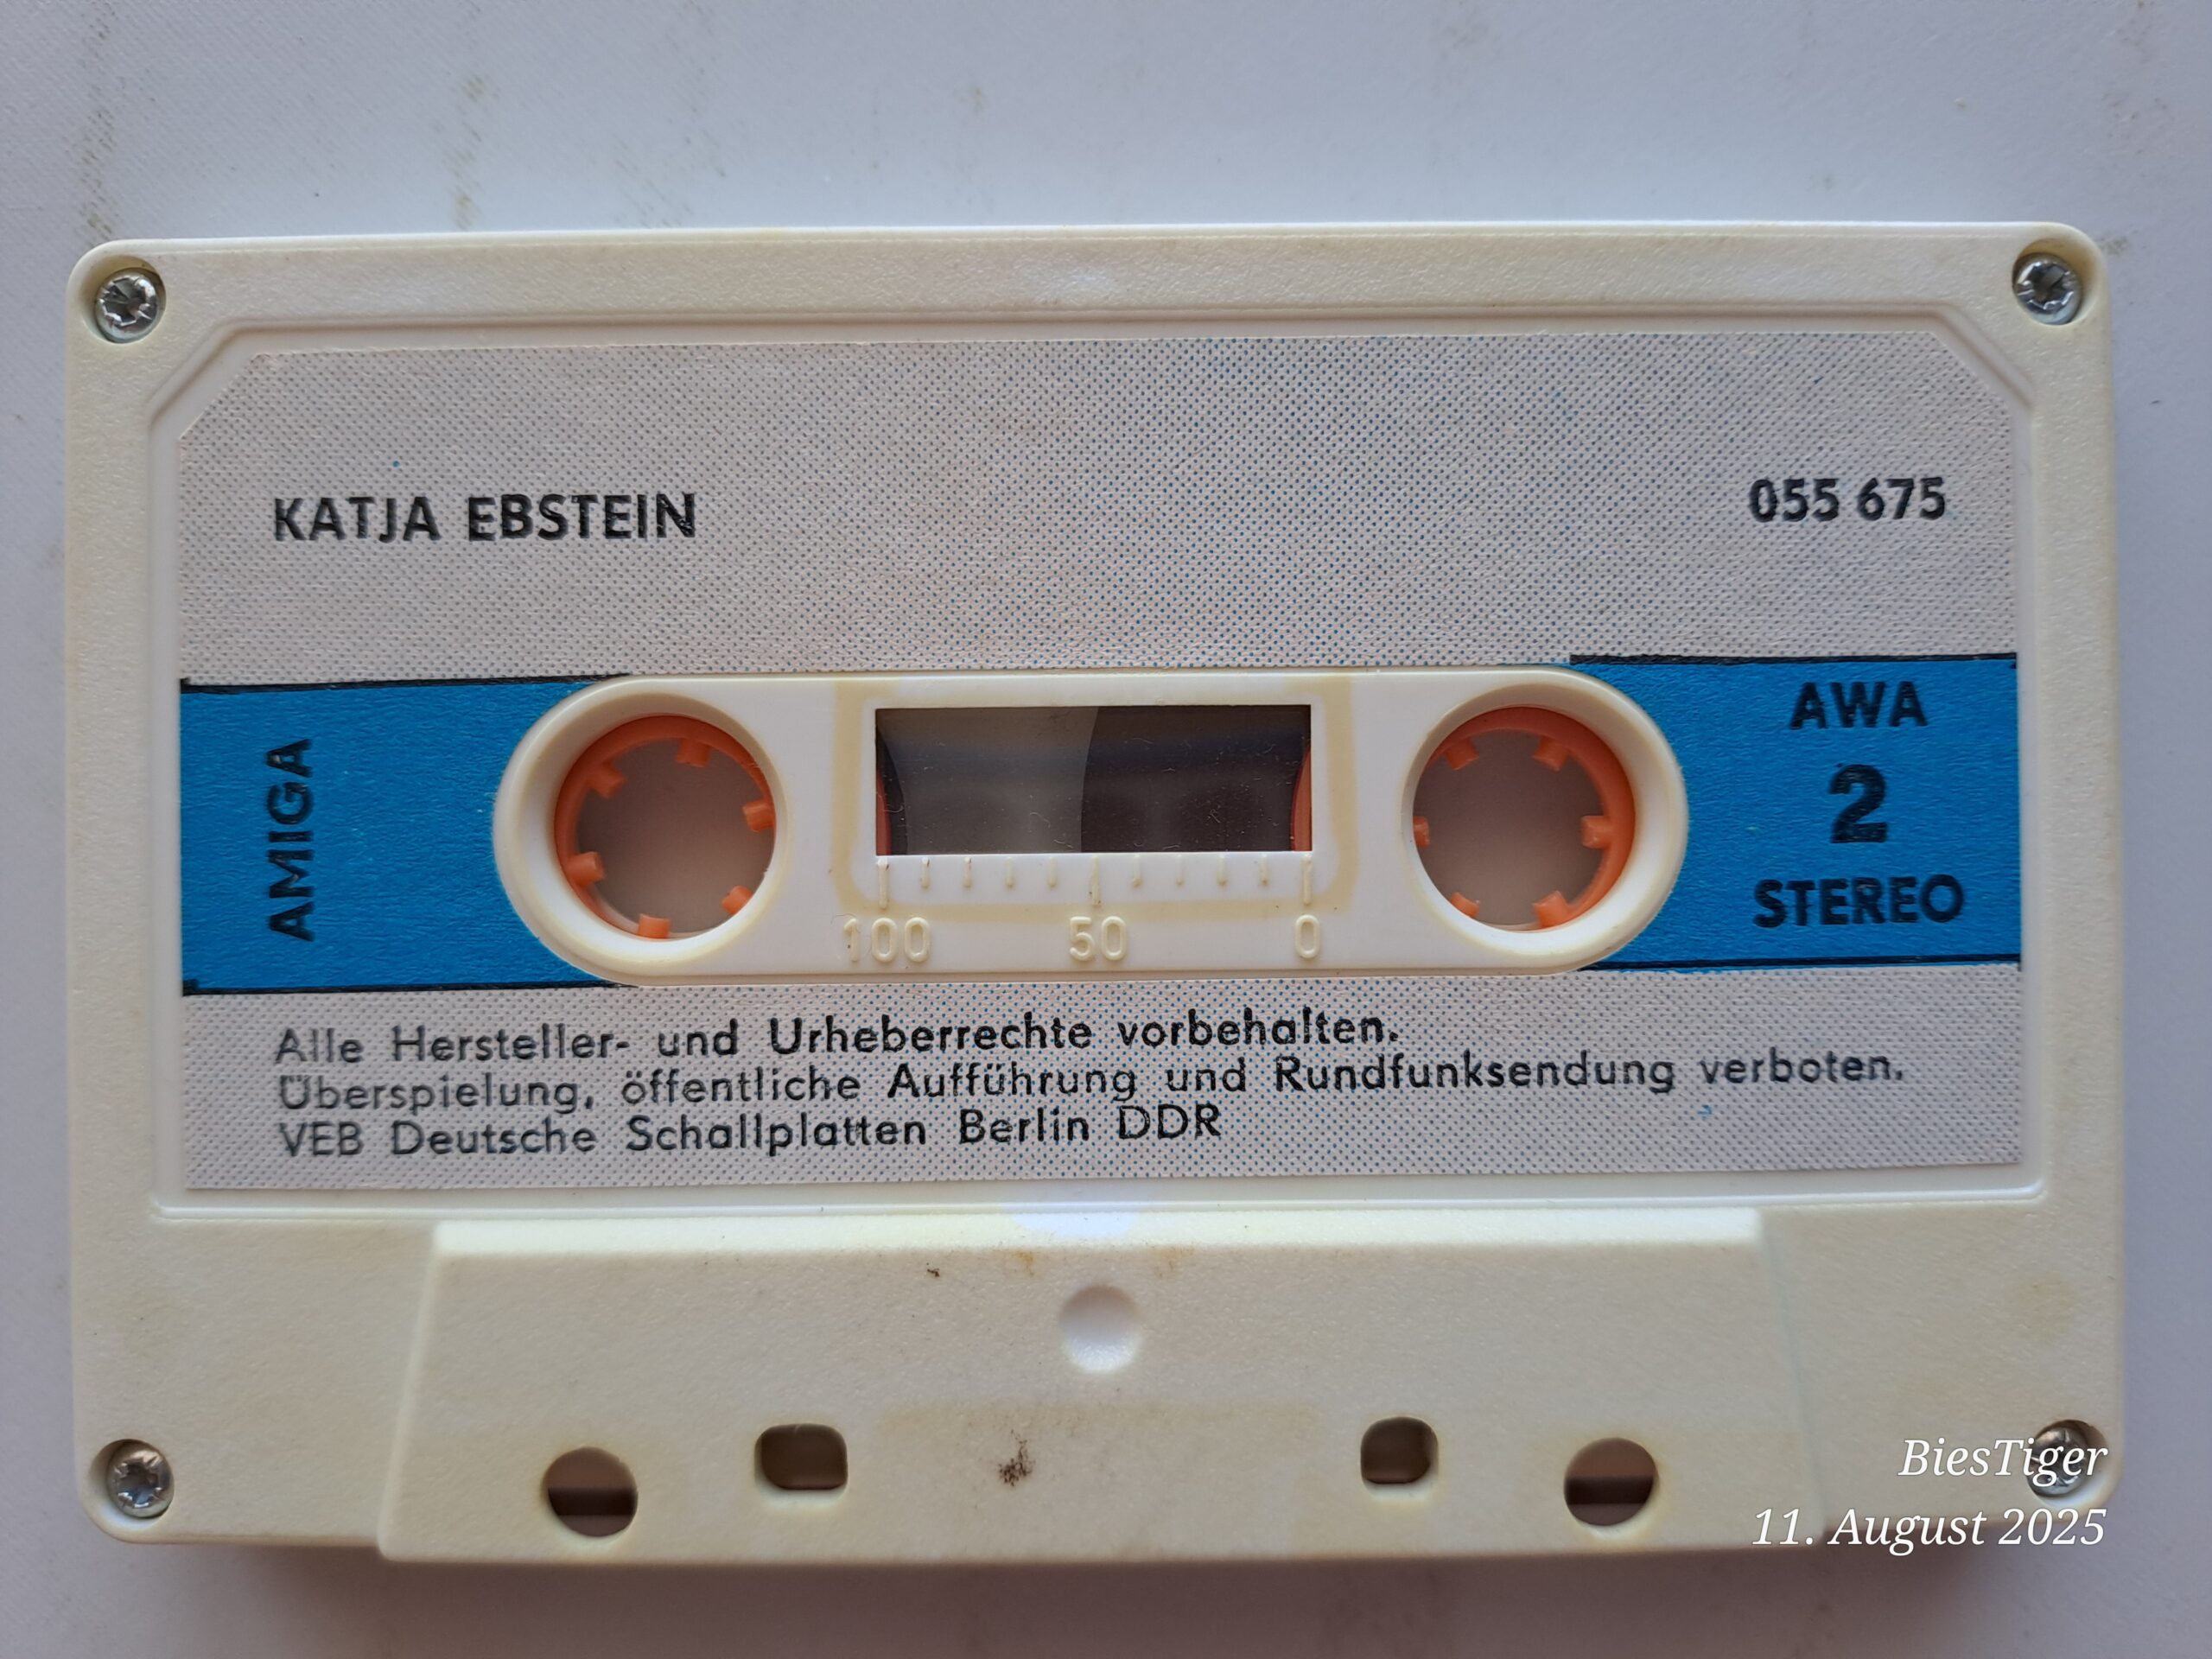 KATJA EBSTEIN
055 675
AMIGA
AWA
2
STEREO
100 50 0
Alle Hersteller- und Urheberrechte vorbehalten.
Überspielung, öffentliche Aufführung und Rundfunksendung verboten.
VEB Deutsche Schallplatten Berlin DDR
BiesTiger
11. August 2025